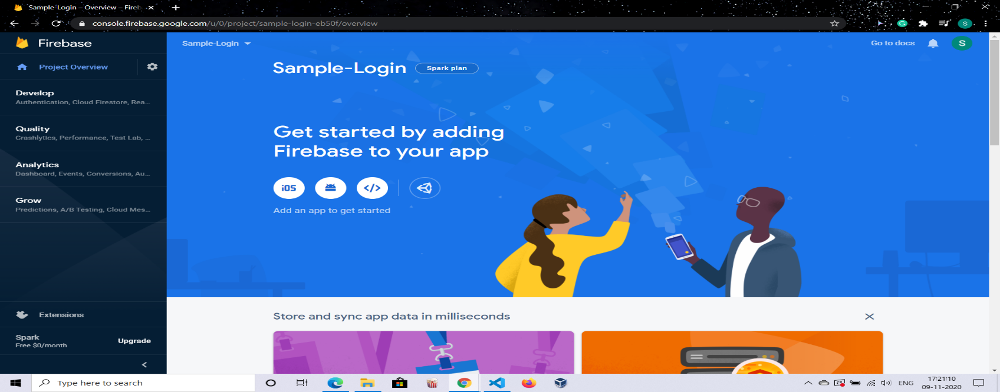 Sample-Login – Overview – Fireb
console.firebase.google.com/u/0/project/sample-login-eb50f/overview
S
Firebase
Sample-Login
Go to docs
S
Project Overview
Sample-Login
Spark plan
Develop
Authentication, Cloud Firestore, Rea...
Quality
Crashlytics, Performance, Test Lab, ...
Get started by adding
Firebase to your app
Analytics
Dashboard, Events, Conversions, Au...
iOS
</>
Grow
Predictions, A/B Testing, Cloud Mes...
Add an app to get started
Extensions
Store and sync app data in milliseconds
Spark
Free $0/month
Upgrade
Type here to search
ENG
17:21:10
09-11-2020